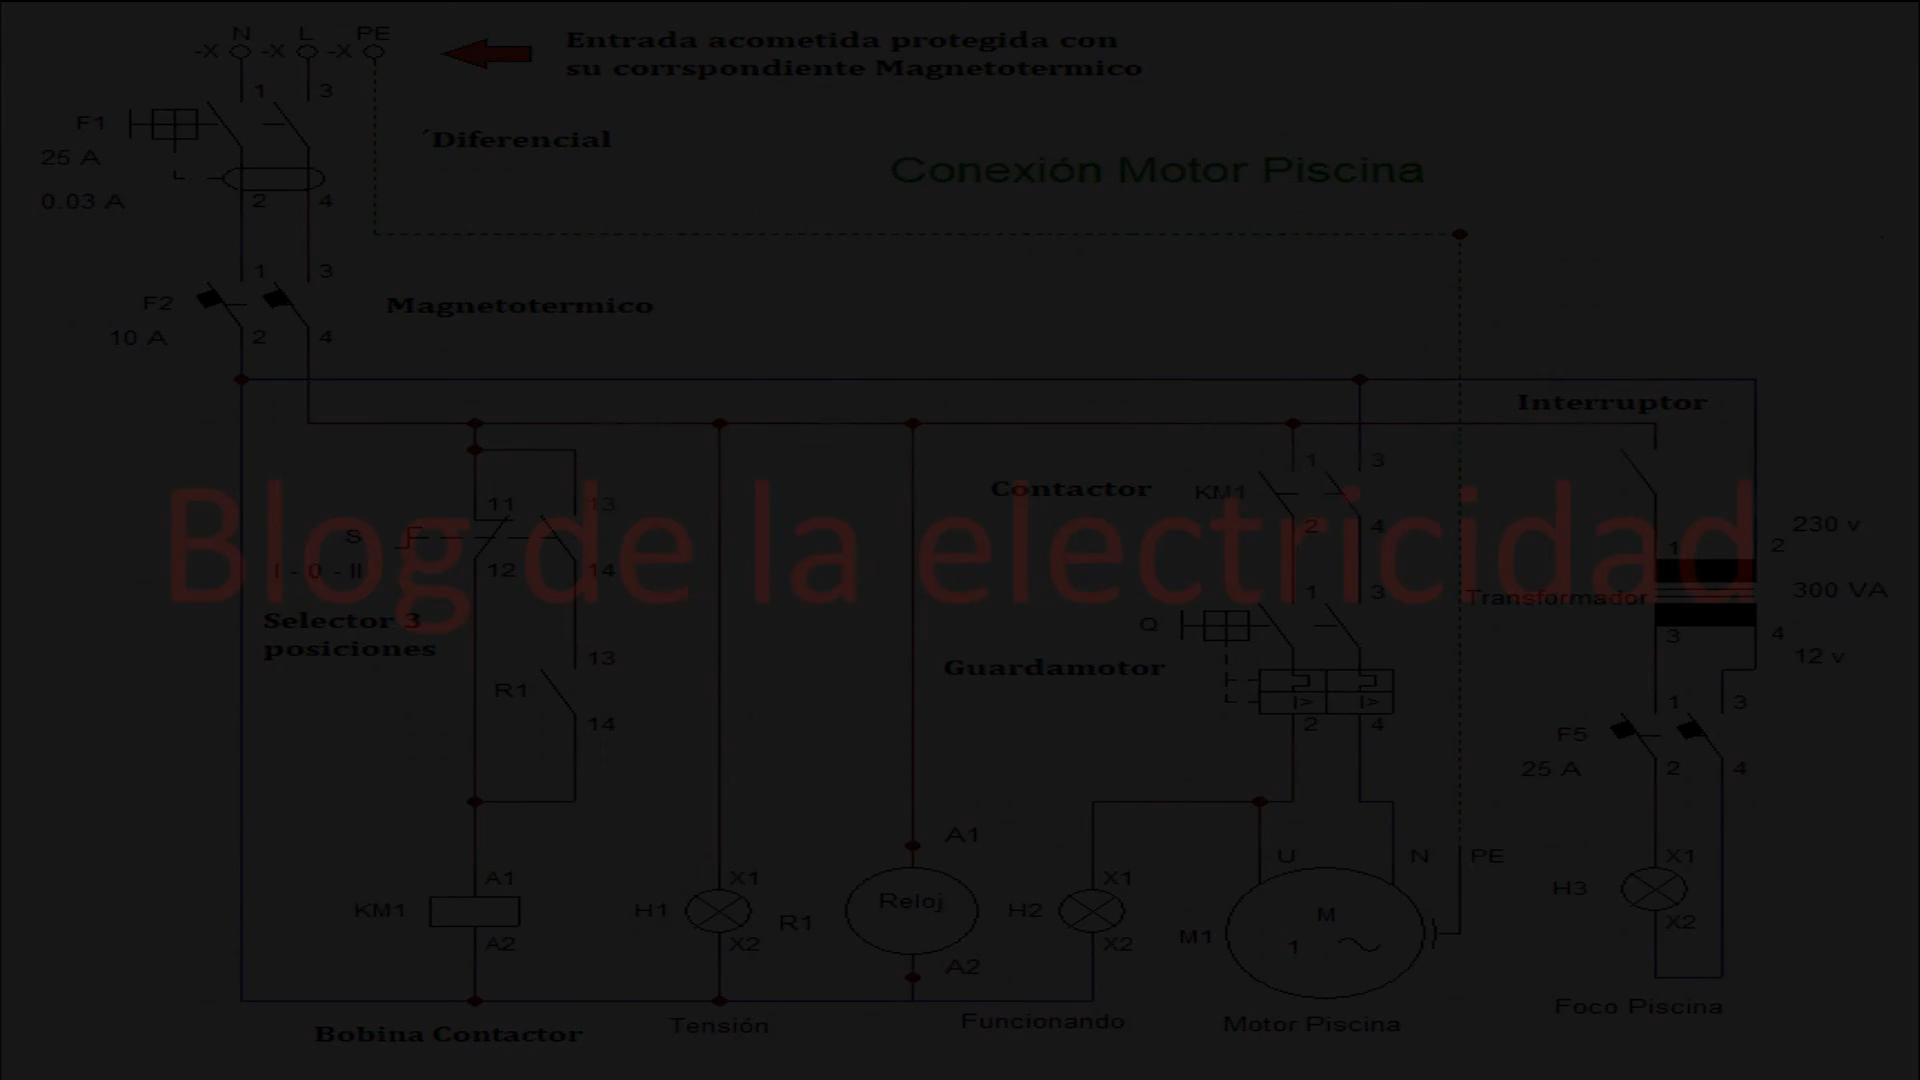 N L PE
-X -X -X
Entrada acometida protegida con
su corrspondiente Magnetotermico
1 3
F1
´Diferencial
25 A
Conexión Motor Piscina
0.03 A
2 4
1 3
F2
Magnetotermico
10 A
2 4
Interruptor
1 3
Contactor
KM1
11 13
2 4
230 v
S
1 2
Blog de la electricidad
I - 0 - II
12 14
300 VA
1 3
Transformador
Selector 3
posiciones
Q
3 4
12 v
13
Guardamotor
R1
I> I>
1 3
14
2 4
F5
25 A
2 4
A1
U N PE
X1
A1
X1
X1
H3
Reloj
KM1
H1
R1
H2
M
M1
1
X2
A2
X2
X2
A2
Foco Piscina
Bobina Contactor
Tensión
Funcionando
Motor Piscina